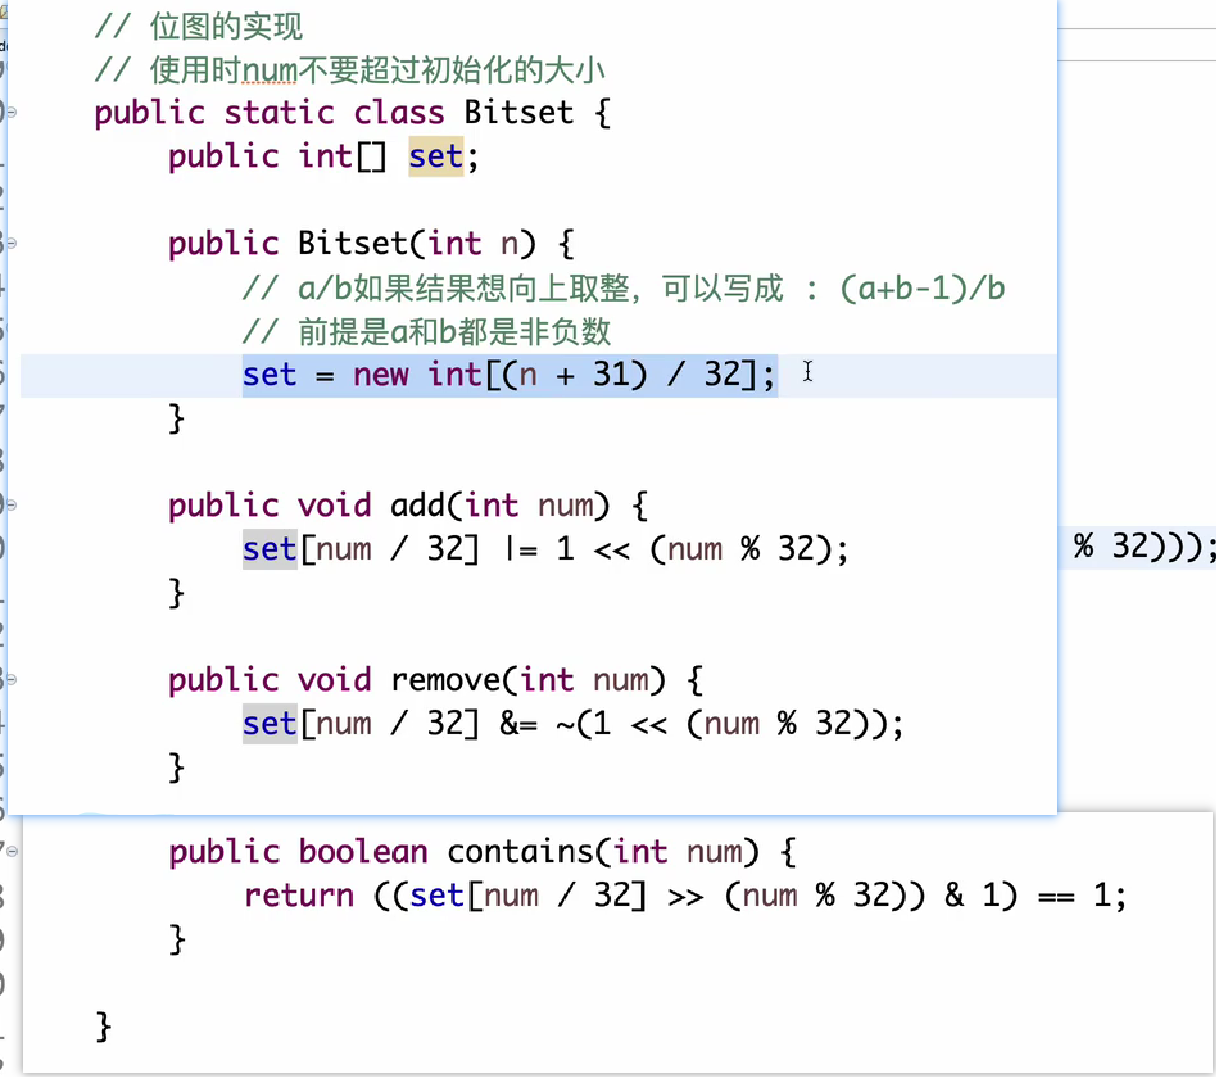 // 位图的实现
// 使用时num不要超过初始化的大小
public static class Bitset {
public int[] set;
public Bitset(int n) {
// a/b如果结果想向上取整，可以写成 : (a+b-1)/b
// 前提是a和b都是非负数
set = new int[(n + 31) / 32];
}
public void add(int num) {
set[num / 32] |= 1 << (num % 32);
% 32)));
}
public void remove(int num) {
set[num / 32] &= ~(1 << (num % 32));
}
public boolean contains(int num) {
return ((set[num / 32] >> (num % 32)) & 1) == 1;
}
}